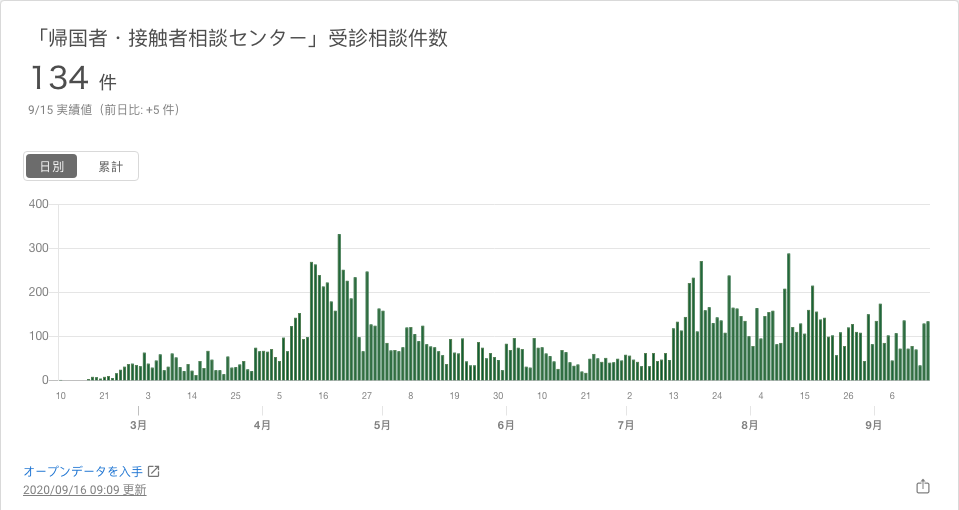 「帰国者・接触者相談センター」受診相談件数
134 件
9/15 実績値（前日比: +5 件）
日別 累計
400
300
200
100
0
10 21 3 14 25 5 16 27 8 19 30 10 21 2 13 24 4 15 26 6
3月 4月 5月 6月 7月 8月 9月
オープンデータを入手
2020/09/16 09:09 更新